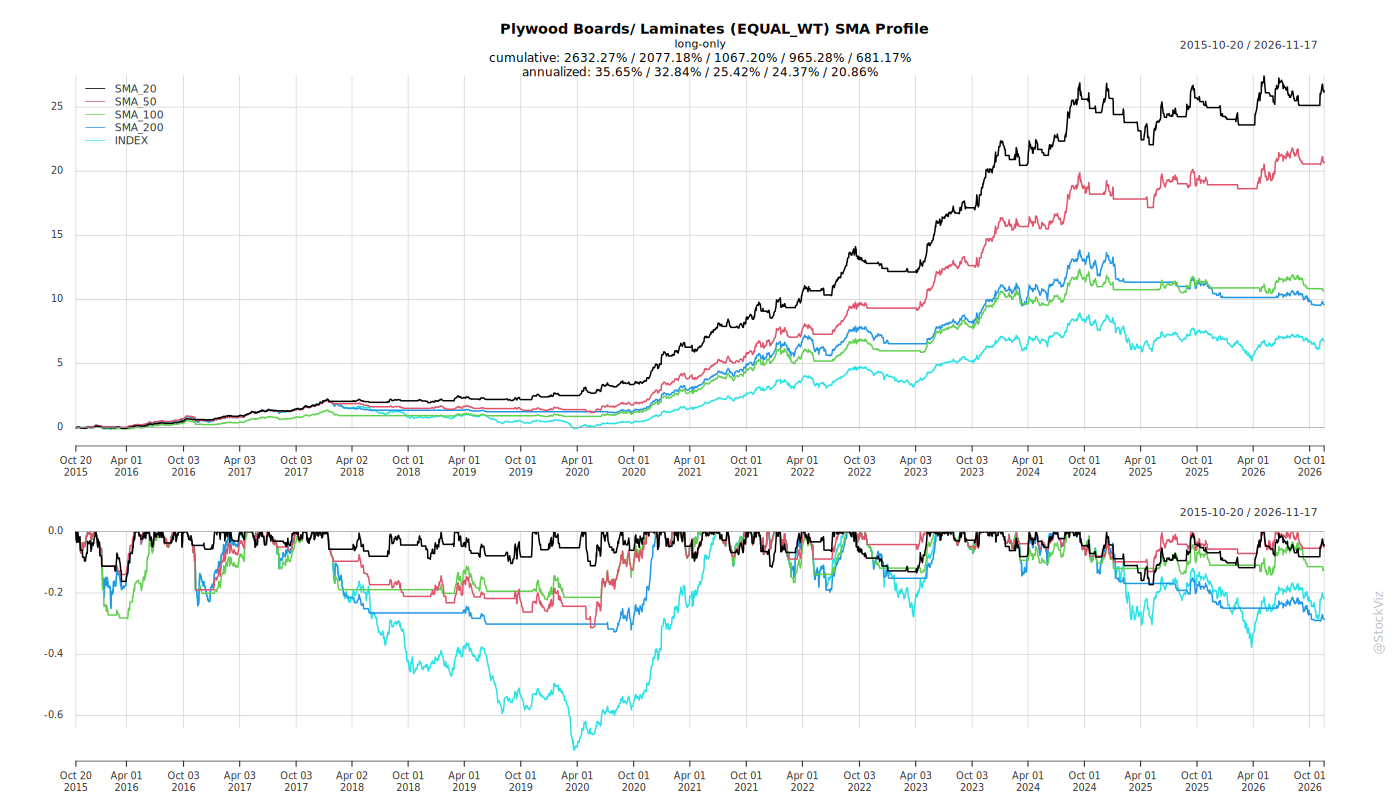 Plywood Boards/ Laminates (EQUAL_WT) SMA Profile
long-only
2015-10-20 / 2026-11-17
cumulative: 2632.27% / 2077.18% / 1067.20% / 965.28% / 681.17%
annualized: 35.65% / 32.84% / 25.42% / 24.37% / 20.86%
SMA_20
SMA_50
SMA_100
SMA_200
INDEX
25
20
15
10
5
0
Oct 20 Apr 01 Oct 03 Apr 03 Oct 03 Apr 02 Oct 01 Apr 01 Oct 01 Apr 01 Oct 01 Apr 01 Oct 01 Apr 01 Oct 03 Apr 03 Oct 03 Apr 01 Oct 01 Apr 01 Oct 01 Apr 01 Oct 01
2015 2016 2016 2017 2017 2018 2018 2019 2019 2020 2020 2021 2021 2022 2022 2023 2023 2024 2024 2025 2025 2026 2026
2015-10-20 / 2026-11-17
0.0
-0.2
-0.4
-0.6
Oct 20 Apr 01 Oct 03 Apr 03 Oct 03 Apr 02 Oct 01 Apr 01 Oct 01 Apr 01 Oct 01 Apr 01 Oct 01 Apr 01 Oct 03 Apr 03 Oct 03 Apr 01 Oct 01 Apr 01 Oct 01 Apr 01 Oct 01
2015 2016 2016 2017 2017 2018 2018 2019 2019 2020 2020 2021 2021 2022 2022 2023 2023 2024 2024 2025 2025 2026 2026
@StockViz